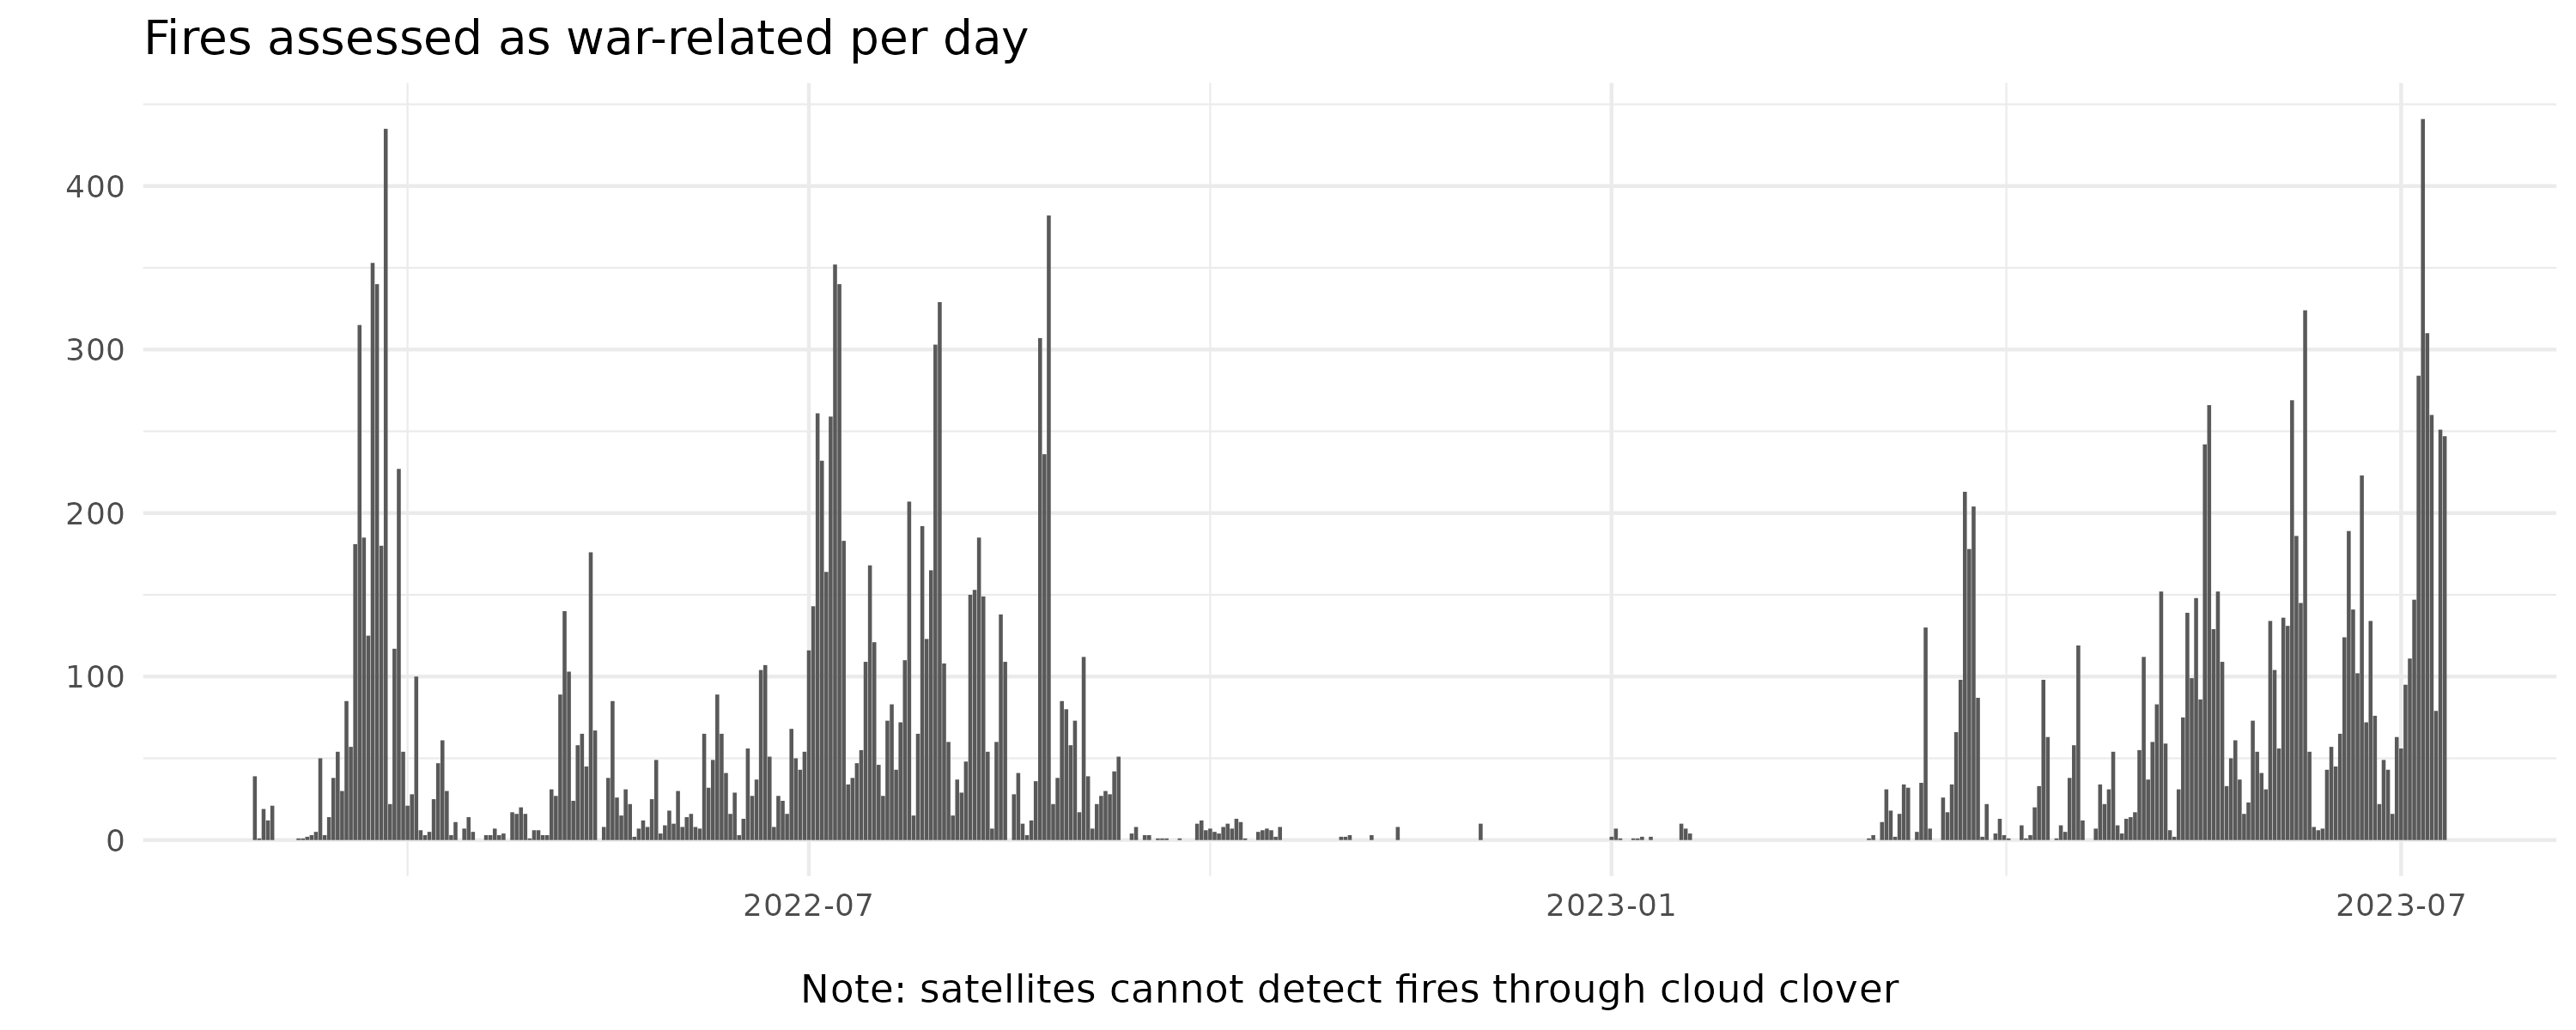 Fires assessed as war-related per day
400
300
200
100
0
2022-07 2023-01 2023-07
Note: satellites cannot detect fires through cloud clover